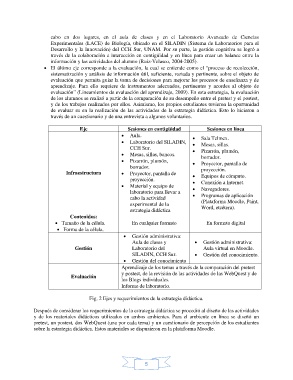 cabo en dos lugares, en el aula de clases y en el Laboratorio Avanzado de Ciencias
Experimentales (LACE) de Biología, ubicado en el SILADIN (Sistema de Laboratorios para el
Desarrollo y la Innovación) del CCH Sur, UNAM. Por su parte, la gestión cognitiva se logró a
través de la colaboración e interacción en contigüidad y en línea para crear un balance entre la
información y las actividades del alumno (Ruiz-Velasco, 2004-2005)
• El último eje corresponde a la evaluación, la cual se entiende como el "proceso de recolección,
sistematización y análisis de información útil, suficiente, variada y pertinente, sobre el objeto de
evaluación que permita guiar la toma de decisiones para mejorar los procesos de enseñanza y de
aprendizaje. Para ello requiere de instrumentos adecuados, pertinentes y acordes al objeto de
evaluación" (Lineamientos de evaluación del aprendizaje, 2009). En esta estrategia, la evaluación
de los alumnos se realizó a partir de la comparación de su desempeño entre el pretest y el postest,
y de los trabajos realizados por ellos. Asimismo, los propios estudiantes tuvieron la oportunidad
de evaluar en la realización de las actividades de la estrategia didáctica. Esto lo hicieron a
través de un cuestionario y de una entrevista a algunos voluntarios.
Eje Sesiones en contigüidad Sesiones en línea
Infraestructura
• Aula.
• Laboratorio del SILADIN,
CCH Sur.
• Mesas, sillas, bancos.
• Pizarrón, plumón,
borrador.
• Proyector, pantalla de
proyección.
• Material y equipo de
laboratorio para llevar a
cabo la actividad
experimental de la
estrategia didáctica
• Sala Telmex.
• Mesas, sillas.
• Pizarrón, plumón,
borrador.
• Proyector, pantalla de
proyección.
• Equipos de cómputo.
• Conexión a Internet.
• Navegadores.
• Programas de aplicación
(Plataforma Moodle, Paint,
Word, etcétera).
Contenidos:
• Tamaño de la célula.
• Forma de la célula.
En cualquier formato
En formato digital
Gestión
• Gestión administrativa:
Aula de clases y
Laboratorio del
SILADIN, CCH Sur.
• Gestión del conocimiento
• Gestión administrativa:
Aula virtual en Moodle.
• Gestión del conocimiento.
Evaluación
Aprendizaje de los temas a través de la comparación del pretest
y postest, de la revisión de las actividades de las WebQuest y de
los Blogs individuales.
Informe de laboratorio.
Fig. 2 Ejes y requerimientos de la estrategia didáctica.
Después de considerar los requerimientos de la estrategia didáctica se procedió al diseño de las actividades
y de los materiales didácticos utilizados en ambos ambientes. Para el ambiente en línea se diseñó un
pretest, un postest, dos WebQuest (una por cada tema) y un cuestionario de percepción de los estudiantes
sobre la estrategia didáctica. Estos materiales se dispusieron en la plataforma Moodle.